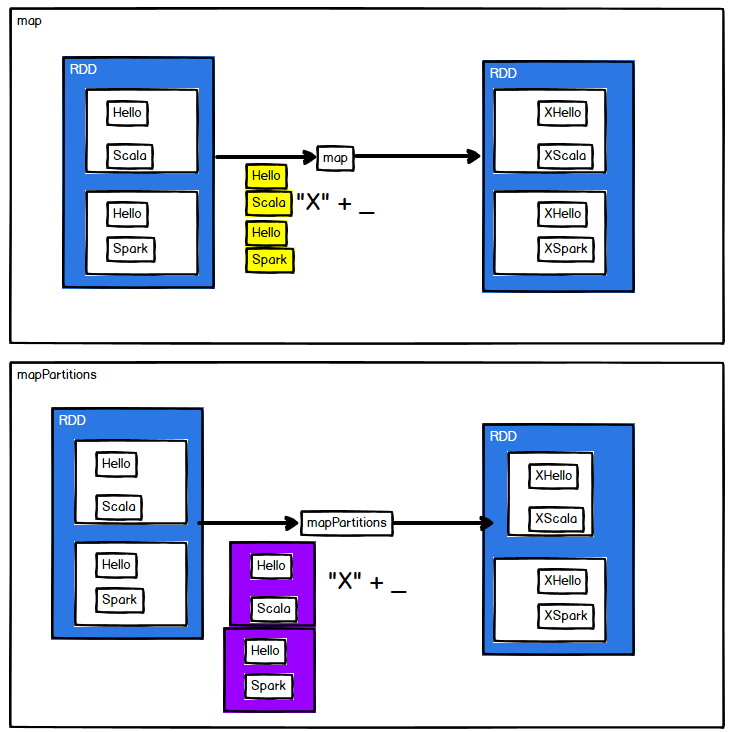 map
RDD
Hello
Scala
Hello
Spark
map
Hello
Scala
Hello
Spark
"X" + _
RDD
XHello
XScala
XHello
XSpark
mapPartitions
RDD
Hello
Scala
Hello
Spark
mapPartitions
Hello
Scala
Hello
Spark
"X" + _
RDD
XHello
XScala
XHello
XSpark